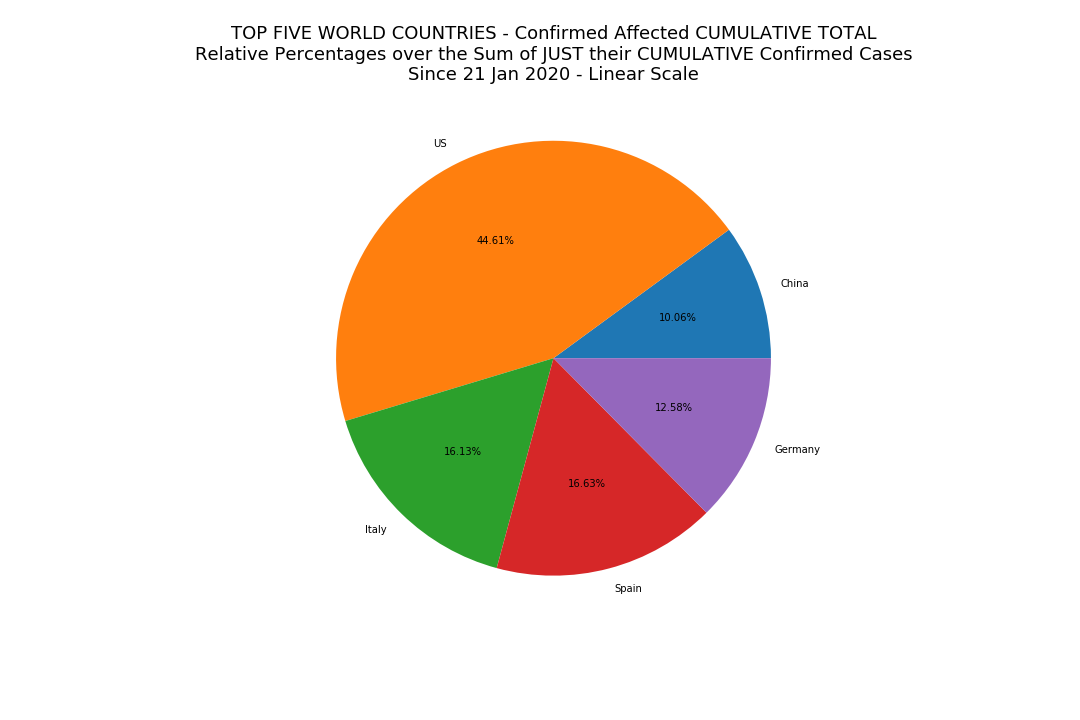 TOP FIVE WORLD COUNTRIES - Confirmed Affected CUMULATIVE TOTAL
Relative Percentages over the Sum of JUST their CUMULATIVE Confirmed Cases
Since 21 Jan 2020 - Linear Scale
US
44.61%
China
10.06%
12.58%
Germany
16.13%
Italy
16.63%
Spain